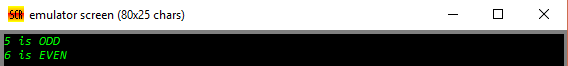 emulator screen (80x25 chars)
5 is ODD
6 is EVEN